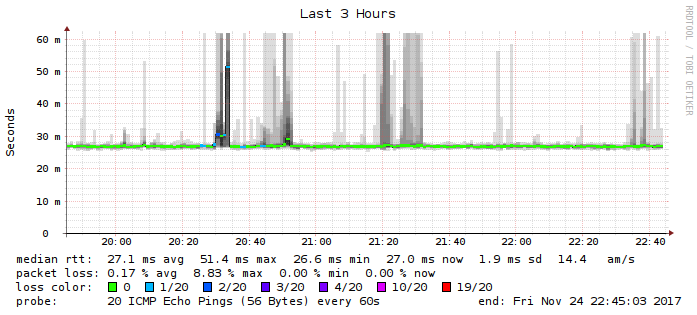 Last 3 Hours
RRDTOOL / TOBI OETIKER
Seconds
60 m
50 m
40 m
30 m
20 m
10 m
0
20:00 20:20 20:40 21:00 21:20 21:40 22:00 22:20 22:40
median rtt: 27.1 ms avg 51.4 ms max 26.6 ms min 27.0 ms now 1.9 ms sd 14.4 am/s
packet loss: 0.17 % avg 8.83 % max 0.00 % min 0.00 % now
loss color: 0 1/20 2/20 3/20 4/20 10/20 19/20
probe: 20 ICMP Echo Pings (56 Bytes) every 60s end: Fri Nov 24 22:45:03 2017